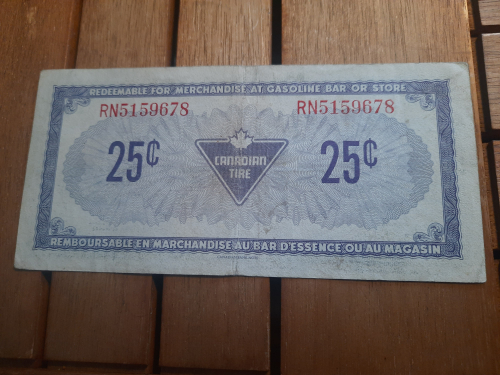 REDEEMABLE FOR MERCHANDISE AT GASOLINE BAR OR STORE
RN5159678 RN5159678
25¢ CANADIAN TIRE 25¢
REMBOURSABLE EN MARCHANDISE AU BAR D'ESSENCE OU AU MAGASIN